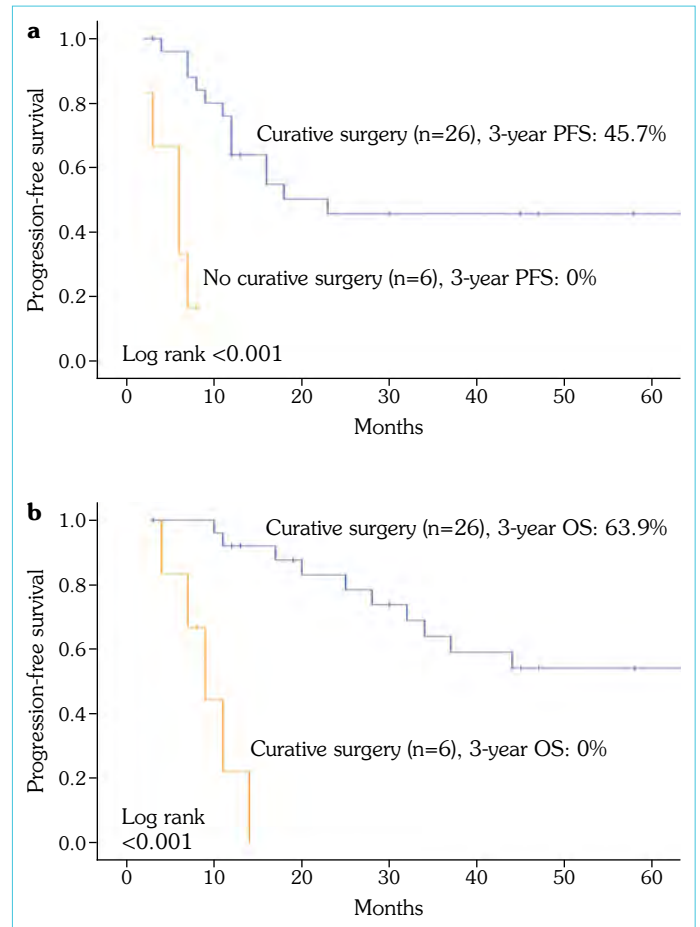 a
Progression-free survival
1.0
0.8
0.6
0.4
0.2
0.0
Curative surgery (n=26), 3-year PFS: 45.7%
No curative surgery (n=6), 3-year PFS: 0%
Log rank <0.001
0 10 20 30 40 50 60
Months
b
Progression-free survival
1.0
0.8
0.6
0.4
0.2
0.0
Curative surgery (n=26), 3-year OS: 63.9%
Curative surgery (n=6), 3-year OS: 0%
Log rank
<0.001
0 10 20 30 40 50 60
Months